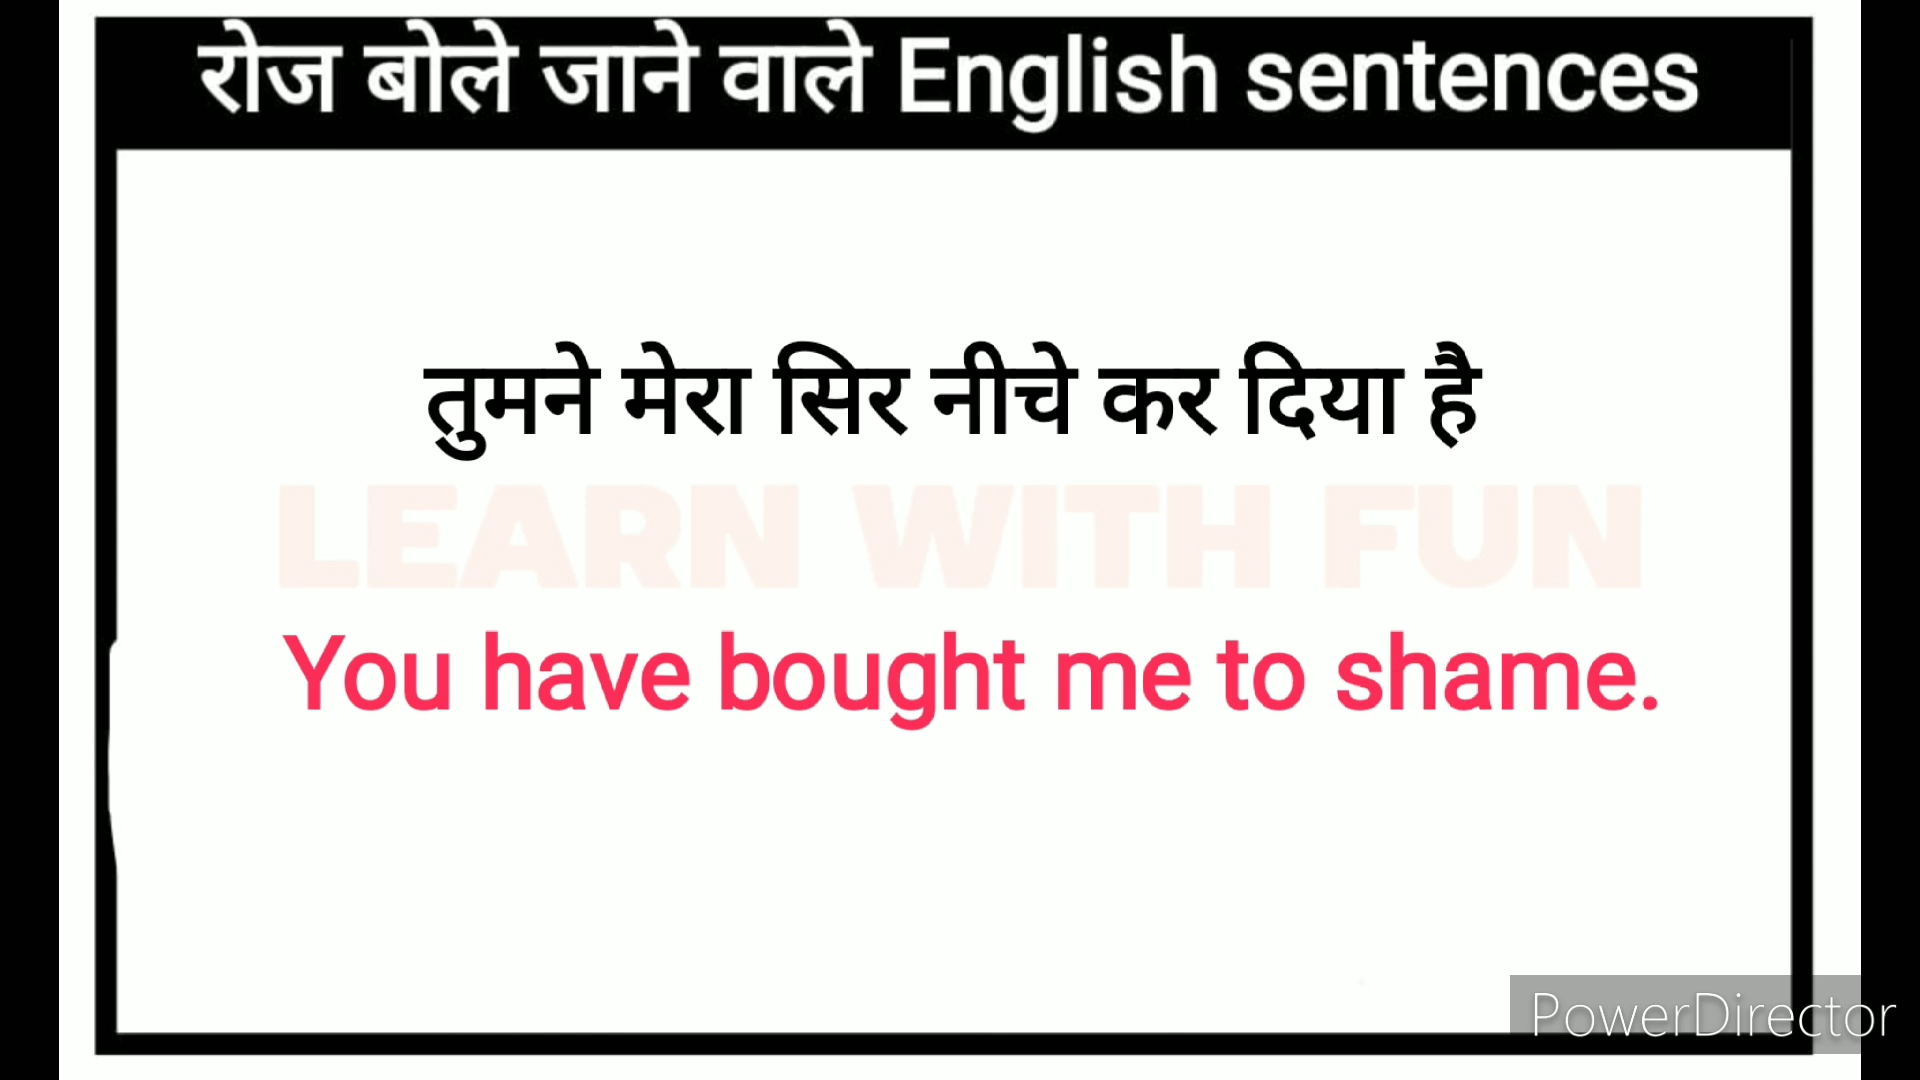 रोज बोले जाने वाले English sentences
तुमने मेरा सिर नीचे कर दिया है
LEARN WITH FUN
You have bought me to shame.
PowerDirector